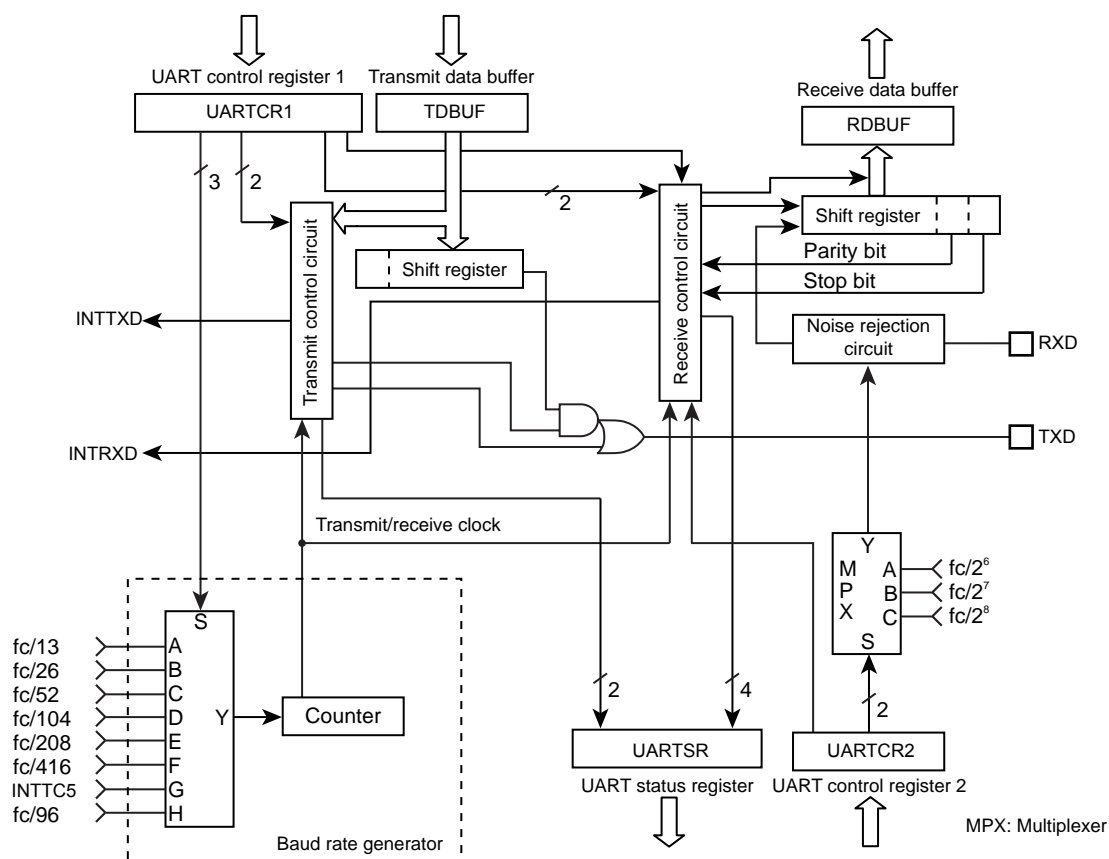 UART control register 1
Transmit data buffer
Receive data buffer
UARTCR1
TDBUF
RDBUF
3
2
2
Transmit control circuit
Receive control circuit
Shift register
Shift register
Parity bit
Stop bit
INTTXD
Noise rejection
circuit
RXD
INTRXD
TXD
Transmit/receive clock
Y
M
P
X
A
B
C
S
fc/2⁶
fc/2⁷
fc/2⁸
S
fc/13
A
fc/26
B
fc/52
C
fc/104
D
fc/208
E
fc/416
F
INTTC5
G
fc/96
H
Y
Counter
2
4
2
UARTSR
UARTCR2
UART status register
UART control register 2
Baud rate generator
MPX: Multiplexer